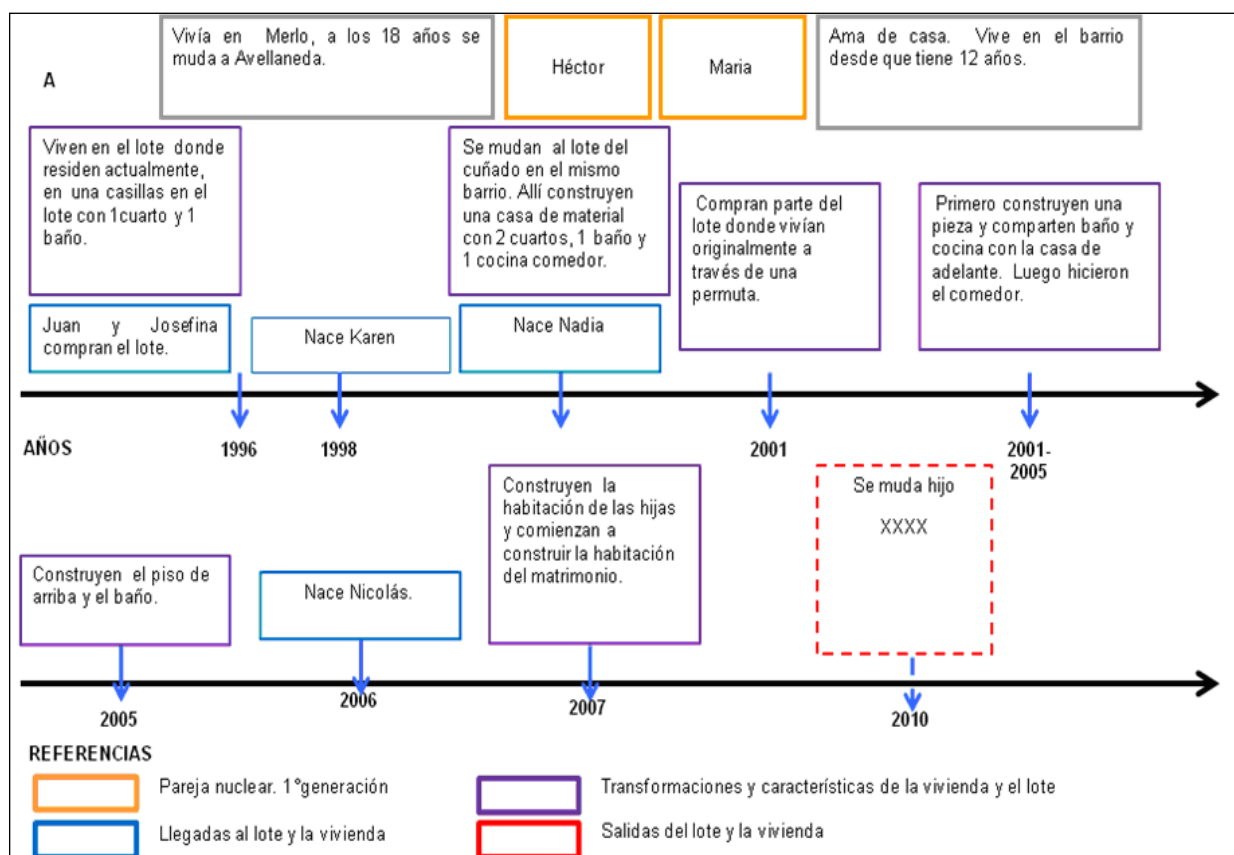 Vivía en Merlo, a los 18 años se
muda a Avellaneda.
Héctor
Maria
Ama de casa. Vive en el barrio
desde que tiene 12 años.
A
Viven en el lote donde
residen actualmente,
en una casillas en el
lote con 1cuarto y 1
baño.
Se mudan al lote del
cuñado en el mismo
barrio. Allí construyen
una casa de material
con 2 cuartos, 1 baño y
1 cocina comedor.
Compran parte del
lote donde vivían
originalmente a
través de una
permuta.
Primero construyen una
pieza y comparten baño y
cocina con la casa de
adelante. Luego hicieron
el comedor.
Juan y Josefina
compran el lote.
Nace Karen
Nace Nadia
AÑOS
1996
1998
2001
2001-
2005
Construyen el piso de
arriba y el baño.
Nace Nicolás.
Construyen la
habitación de las hijas
y comienzan a
construir la habitación
del matrimonio.
Se muda hijo
XXXX
2005
2006
2007
2010
REFERENCIAS
Pareja nuclear. 1°generación
Transformaciones y características de la vivienda y el lote
Llegadas al lote y la vivienda
Salidas del lote y la vivienda